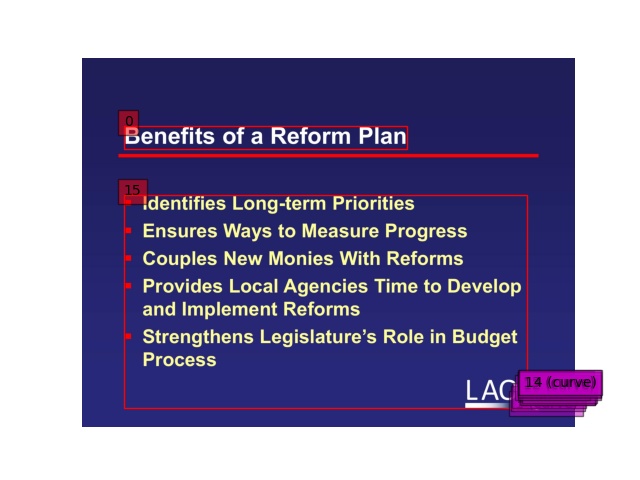 0
Benefits of a Reform Plan
15
Identifies Long-term Priorities
Ensures Ways to Measure Progress
Couples New Monies With Reforms
Provides Local Agencies Time to Develop
and Implement Reforms
Strengthens Legislature's Role in Budget
Process
14 (curve)